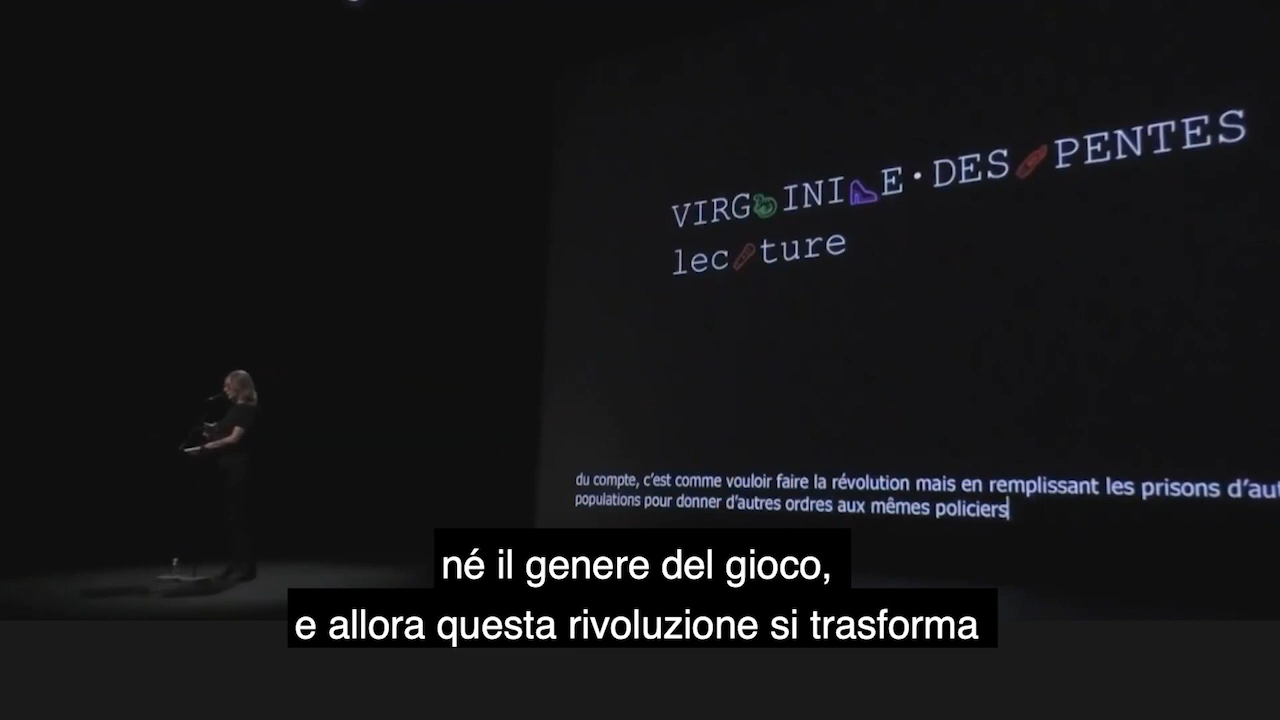 VIRGINIE·DESPENTES
lecture
du compte, c'est comme vouloir faire la révolution mais en remplissant les prisons d'aut
populations pour donner d'autres ordres aux mêmes policiers
né il genere del gioco,
e allora questa rivoluzione si trasforma